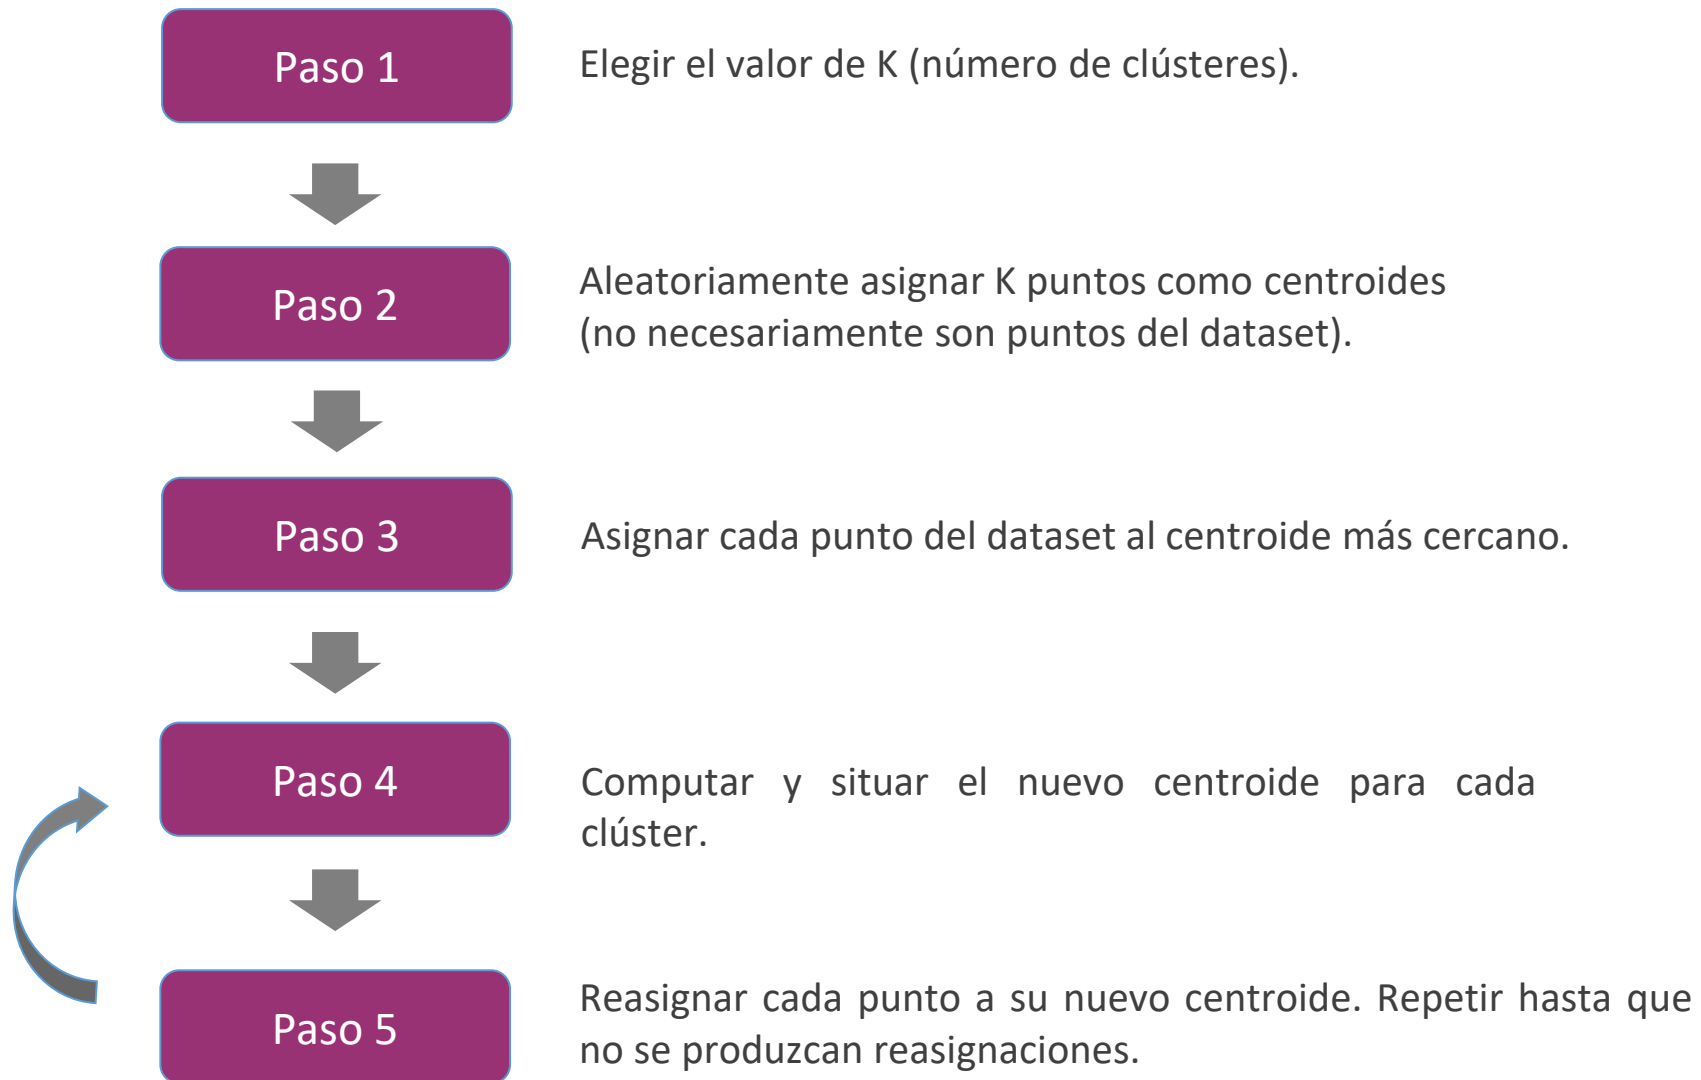 Paso 1
Elegir el valor de K (número de clústeres).
Paso 2
Aleatoriamente asignar K puntos como centroides
(no necesariamente son puntos del dataset).
Paso 3
Asignar cada punto del dataset al centroide más cercano.
Paso 4
Computar y situar el nuevo centroide para cada
clúster.
Paso 5
Reasignar cada punto a su nuevo centroide. Repetir hasta que
no se produzcan reasignaciones.